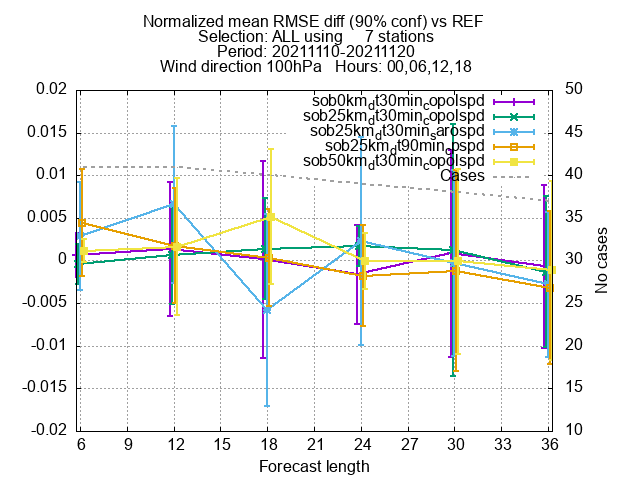 Normalized mean RMSE diff (90% conf) vs REF
Selection: ALL using 7 stations
Period: 20211110-20211120
Wind direction 100hPa Hours: 00,06,12,18
sob0km_dt30min_copolspd
sob25km_dt30min_copolspd
sob25km_dt30min_sarospd
sob25km_dt90min_opspd
sob50km_dt30min_copolspd
Cases
0.02
0.015
0.01
0.005
0
-0.005
-0.01
-0.015
-0.02
50
45
40
35
30
25
20
15
10
No cases
6 9 12 15 18 21 24 27 30 33 36
Forecast length